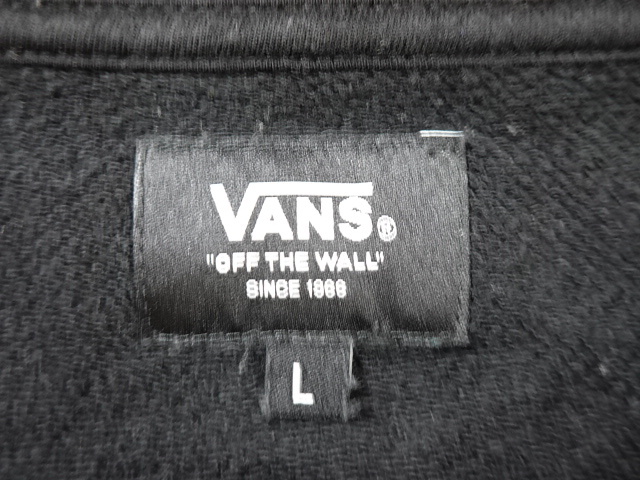 VANS®
"OFF THE WALL"
SINCE 1966
L